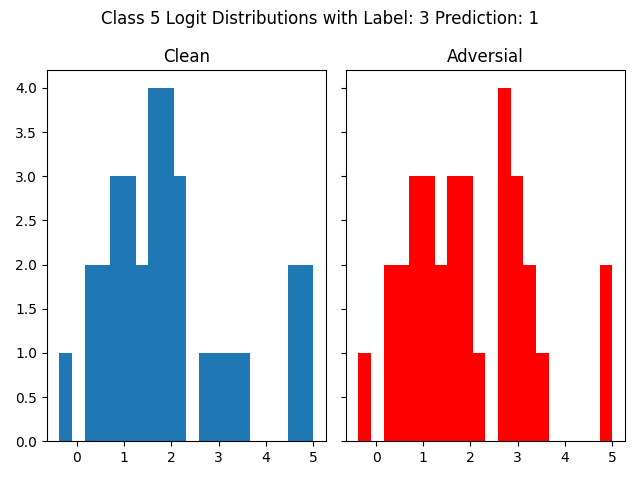 Class 5 Logit Distributions with Label: 3 Prediction: 1
Clean
Adversial
4.0
3.5
3.0
2.5
2.0
1.5
1.0
0.5
0.0
0 1 2 3 4 5
0 1 2 3 4 5